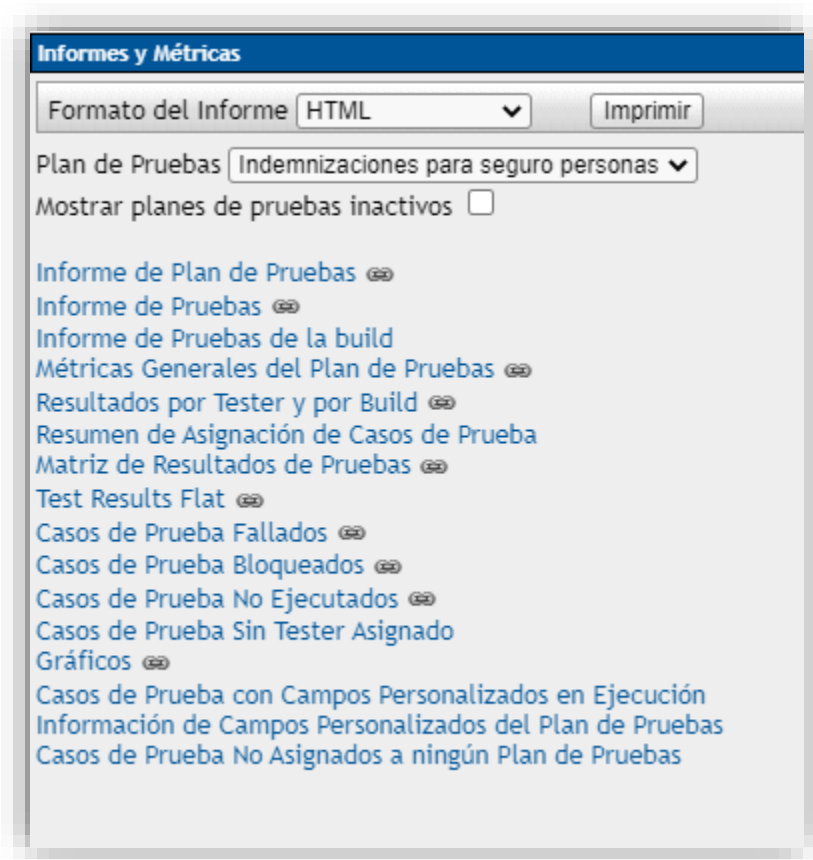 Informes y Métricas
Formato del Informe HTML Imprimir
Plan de Pruebas Indemnizaciones para seguro personas
Mostrar planes de pruebas inactivos
Informe de Plan de Pruebas
Informe de Pruebas
Informe de Pruebas de la build
Métricas Generales del Plan de Pruebas
Resultados por Tester y por Build
Resumen de Asignación de Casos de Prueba
Matriz de Resultados de Pruebas
Test Results Flat
Casos de Prueba Fallados
Casos de Prueba Bloqueados
Casos de Prueba No Ejecutados
Casos de Prueba Sin Tester Asignado
Gráficos
Casos de Prueba con Campos Personalizados en Ejecución
Información de Campos Personalizados del Plan de Pruebas
Casos de Prueba No Asignados a ningún Plan de Pruebas